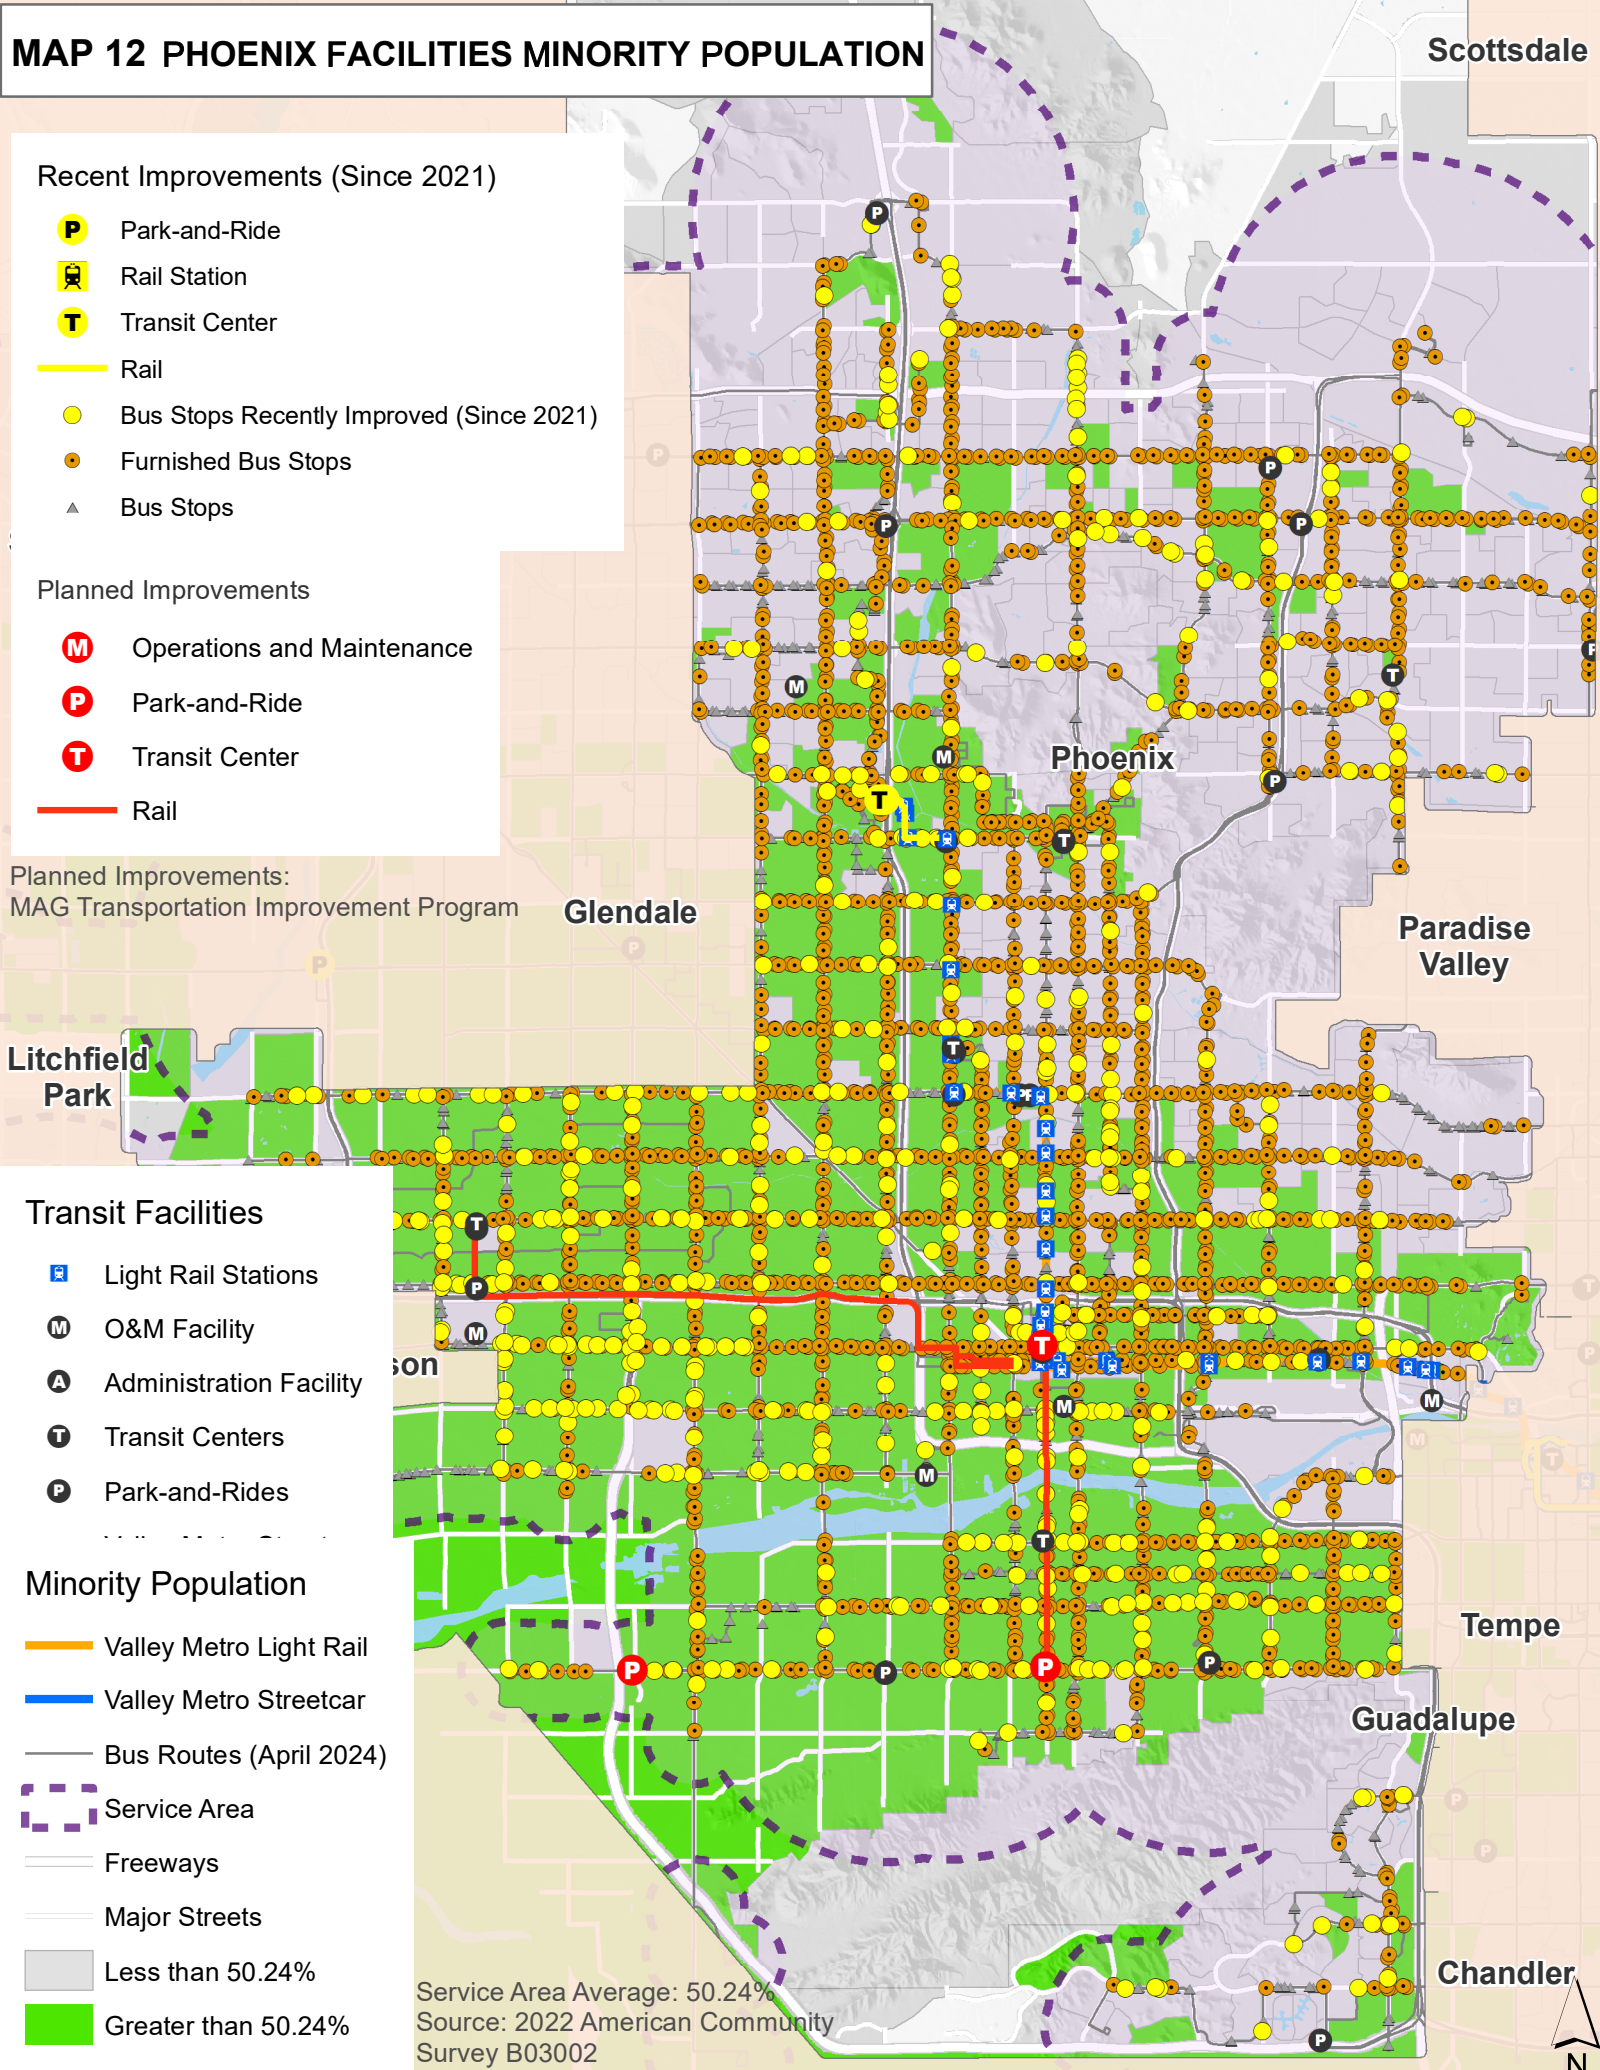 MAP 12 PHOENIX FACILITIES MINORITY POPULATION
Scottsdale
Recent Improvements (Since 2021)
P Park-and-Ride
Rail Station
T Transit Center
Rail
Bus Stops Recently Improved (Since 2021)
Furnished Bus Stops
Bus Stops
Planned Improvements
M Operations and Maintenance
P Park-and-Ride
T Transit Center
Rail
Planned Improvements:
MAG Transportation Improvement Program
Phoenix
Glendale
Paradise
Valley
Litchfield
Park
son
Tempe
Guadalupe
Chandler
Transit Facilities
Light Rail Stations
M O&M Facility
A Administration Facility
T Transit Centers
P Park-and-Rides
Minority Population
Valley Metro Light Rail
Valley Metro Streetcar
Bus Routes (April 2024)
Service Area
Freeways
Major Streets
Less than 50.24%
Greater than 50.24%
Service Area Average: 50.24%
Source: 2022 American Community
Survey B03002
N